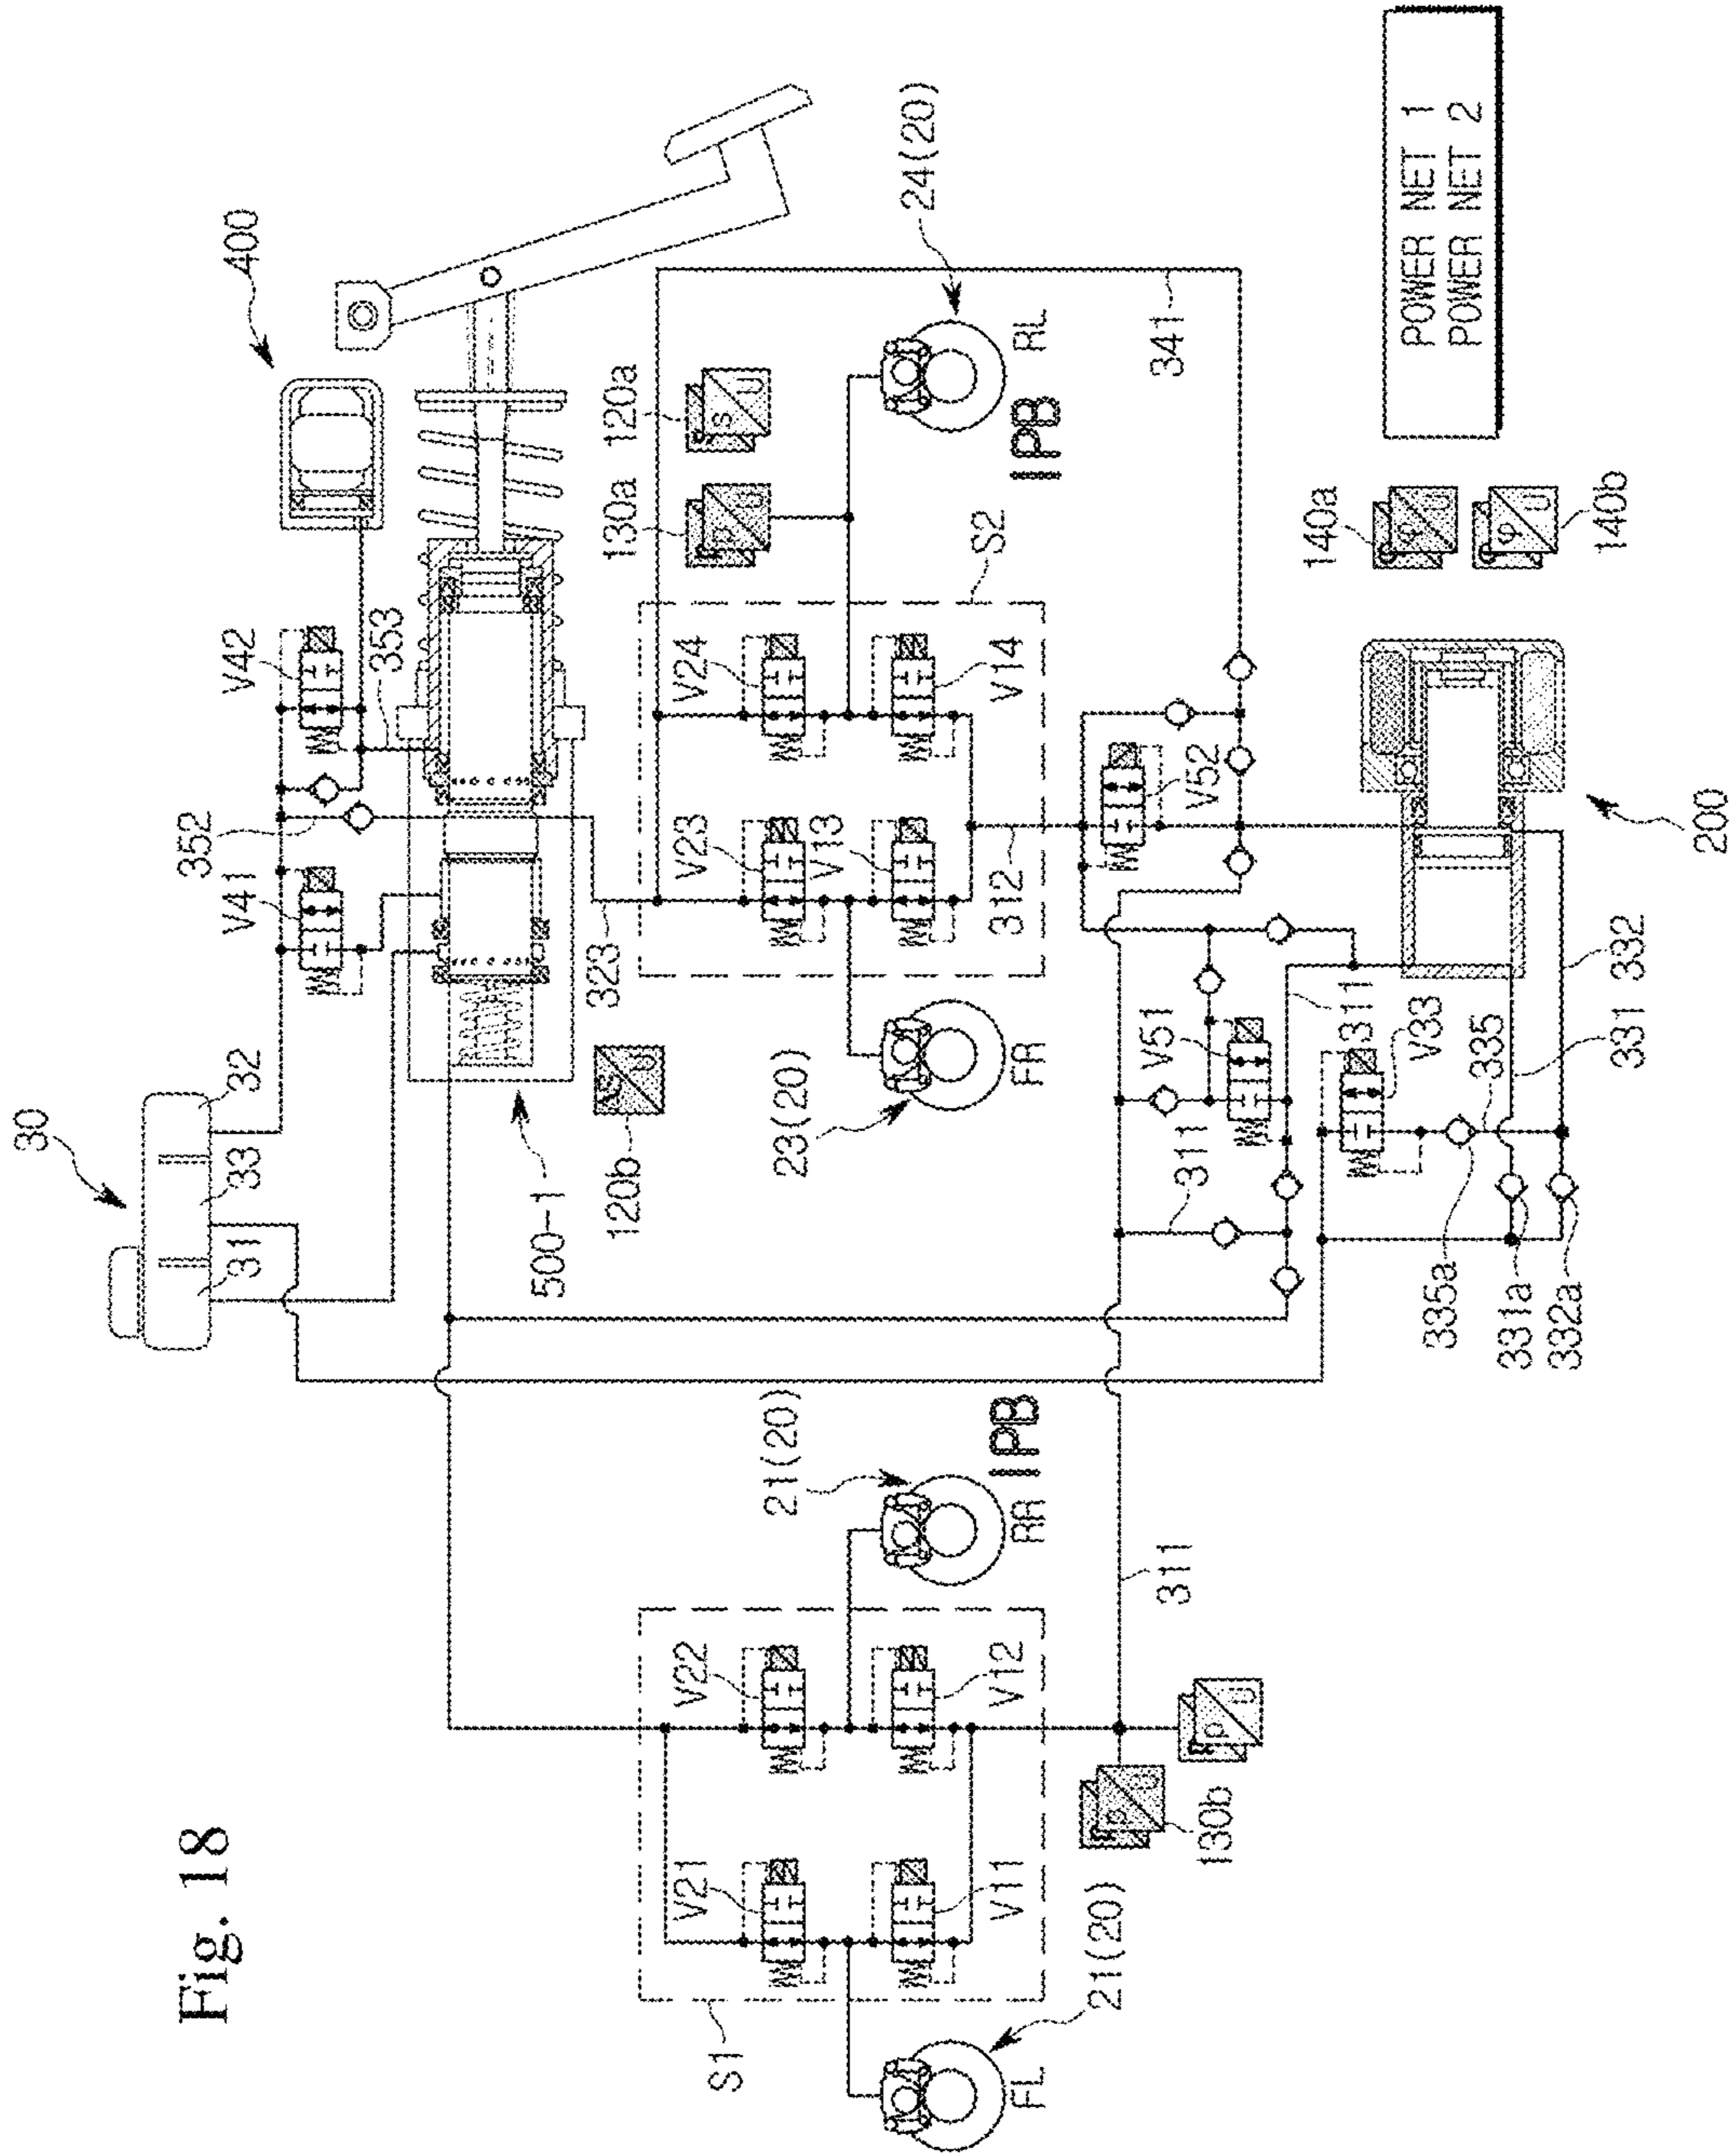 Fig. 18
30
31
33
32
V41
352
V42
353
400
500-1
120b
323
130a
120a
24(20)
S1
V21
V22
21(20)
V23
V24
S2
V11
V12
V13
V14
FL
RR
IPB
FR
RL
IPB
21(20)
23(20)
312
341
130b
311
311
V51
311
V52
311
V33
335
335a
331
331a
332
332a
200
140a
140b
POWER NET 1
POWER NET 2